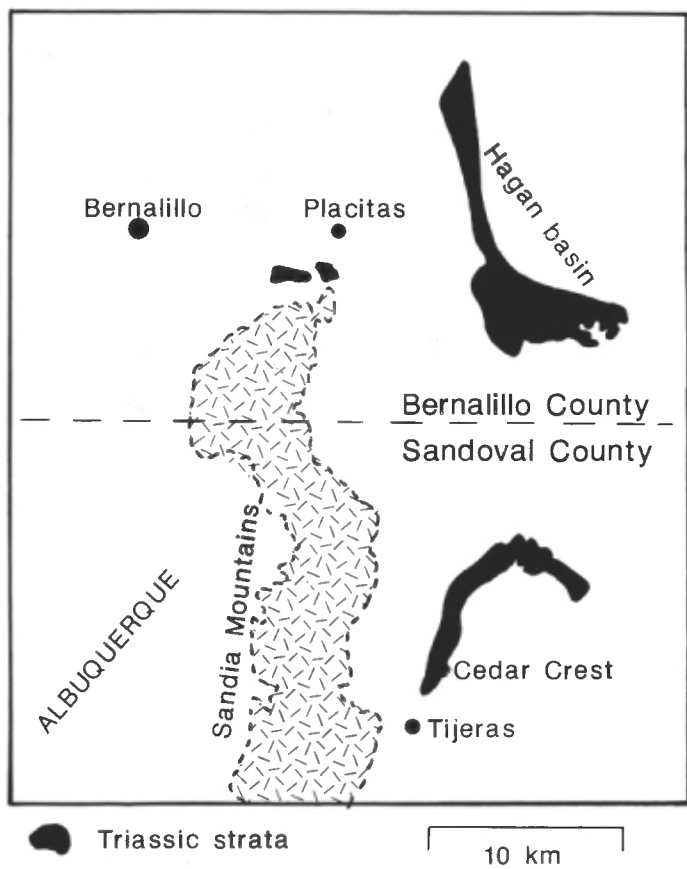 Bernalillo
Placitas
Hagan basin
Bernalillo County
Sandoval County
Sandia Mountains
ALBUQUERQUE
Cedar Crest
Tijeras
Triassic strata
10 km